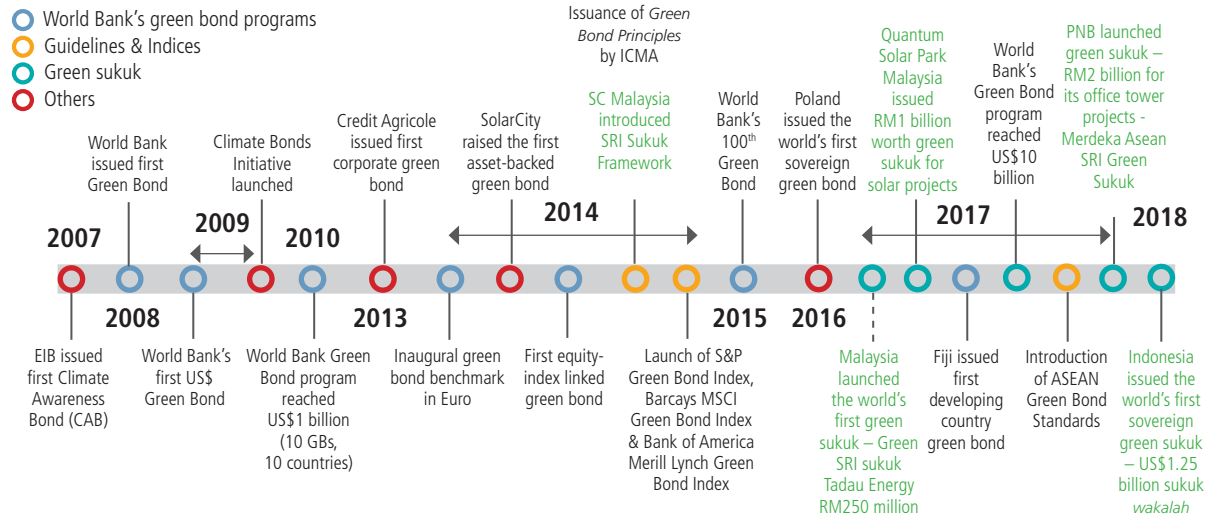 World Bank's green bond programs
Guidelines & Indices
Green sukuk
Others
World Bank
issued first
Green Bond
Climate Bonds
Initiative
launched
Credit Agricole
issued first
corporate green
bond
SolarCity
raised the first
asset-backed
green bond
Issuance of Green
Bond Principles
by ICMA
SC Malaysia
introduced
SRI Sukuk
Framework
World
Bank's
100th
Green
Bond
Poland
issued the
world's first
sovereign
green bond
Quantum
Solar Park
Malaysia
issued
RM1 billion
worth green
sukuk for
solar projects
World
Bank's
Green Bond
program
reached
US$10
billion
PNB launched
green sukuk –
RM2 billion for
its office tower
projects -
Merdeka Asean
SRI Green
Sukuk
2007
2009
2010
2014
2017
2018
2008
2013
2015
2016
EIB issued
first Climate
Awareness
Bond (CAB)
World Bank's
first US$
Green Bond
World Bank Green
Bond program
reached
US$1 billion
(10 GBs,
10 countries)
Inaugural green
bond benchmark
in Euro
First equity-
index linked
green bond
Launch of S&P
Green Bond Index,
Barcays MSCI
Green Bond Index
& Bank of America
Merill Lynch Green
Bond Index
Malaysia
launched
the world's
first green
sukuk – Green
SRI sukuk
Tadau Energy
RM250 million
Fiji issued
first
developing
country
green bond
Introduction
of ASEAN
Green Bond
Standards
Indonesia
issued the
world's first
sovereign
green sukuk
– US$1.25
billion sukuk
wakalah